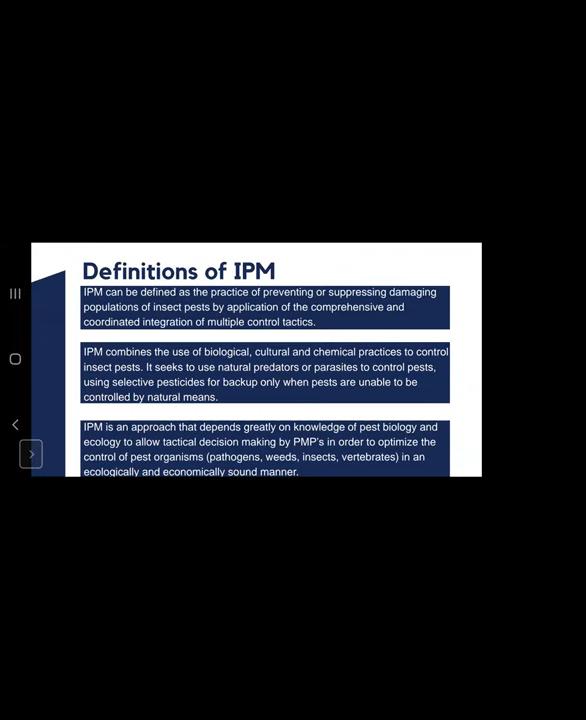 Definitions of IPM
IPM can be defined as the practice of preventing or suppressing damaging
populations of insect pests by application of the comprehensive and
coordinated integration of multiple control tactics.
IPM combines the use of biological, cultural and chemical practices to control
insect pests. It seeks to use natural predators or parasites to control pests,
using selective pesticides for backup only when pests are unable to be
controlled by natural means.
IPM is an approach that depends greatly on knowledge of pest biology and
ecology to allow tactical decision making by PMP's in order to optimize the
control of pest organisms (pathogens, weeds, insects, vertebrates) in an
ecologically and economically sound manner.